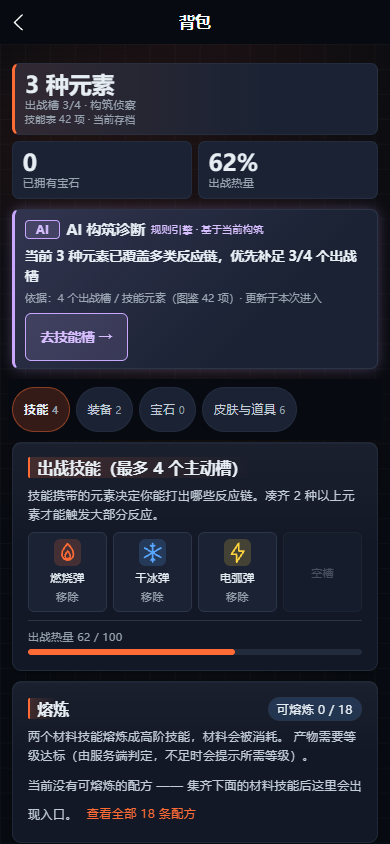 背包
3 种元素
出战槽 3/4 · 构筑侦察
技能表 42 项 · 当前存档
0
已拥有宝石
62%
出战热量
AI AI 构筑诊断 规则引擎 · 基于当前构筑
当前 3 种元素已覆盖多类反应链，优先补足 3/4 个出战
槽
依据：4 个出战槽 / 技能元素（图鉴 42 项）· 更新于本次进入
去技能槽 →
技能 4 装备 2 宝石 0 皮肤与道具 6
出战技能（最多 4 个主动槽）
技能携带的元素决定你能打出哪些反应链。凑齐 2 种以上元
素才能触发大部分反应。
燃烧弹 干冰弹 电弧弹 空槽
移除 移除 移除
出战热量 62 / 100
熔炼 可熔炼 0 / 18
两个材料技能熔炼成高阶技能，材料会被消耗。 产物需要等
级达标（由服务端判定，不足时会提示所需等级）。
当前没有可熔炼的配方 —— 集齐下面的材料技能后这里会出
现入口。 查看全部 18 条配方